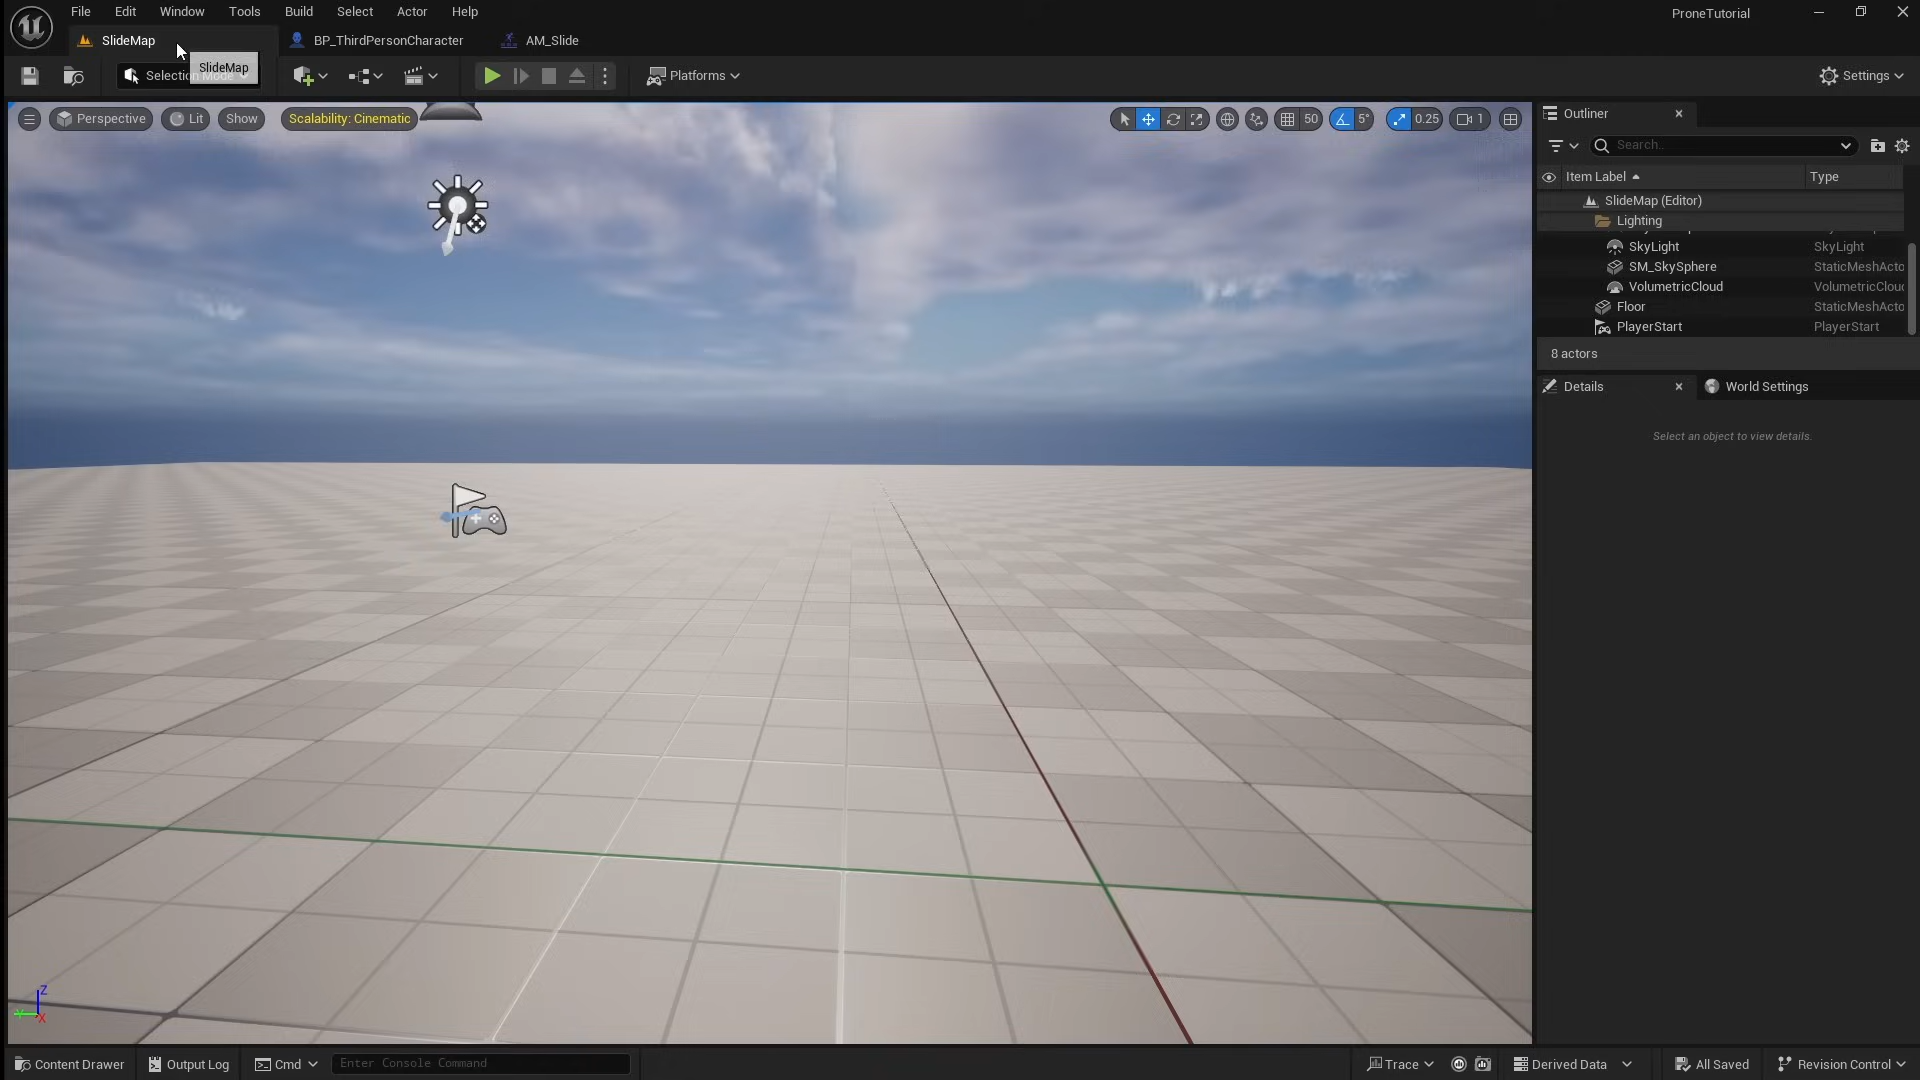 File Edit Window Tools Build Select Actor Help
ProneTutorial
SlideMap BP_ThirdPersonCharacter AM_Slide
SlideMap
Platforms
Settings
Perspective Lit Show Scalability: Cinematic
50 5° 0.25 1
Outliner
Search...
Item Label Type
SlideMap (Editor)
Lighting
SkyLight SkyLight
SM_SkySphere StaticMeshActo
VolumetricCloud VolumetricClou
Floor StaticMeshActo
PlayerStart PlayerStart
8 actors
Details World Settings
Select an object to view details.
Z
Y X
Content Drawer Output Log Cmd Enter Console Command
Trace Derived Data All Saved Revision Control